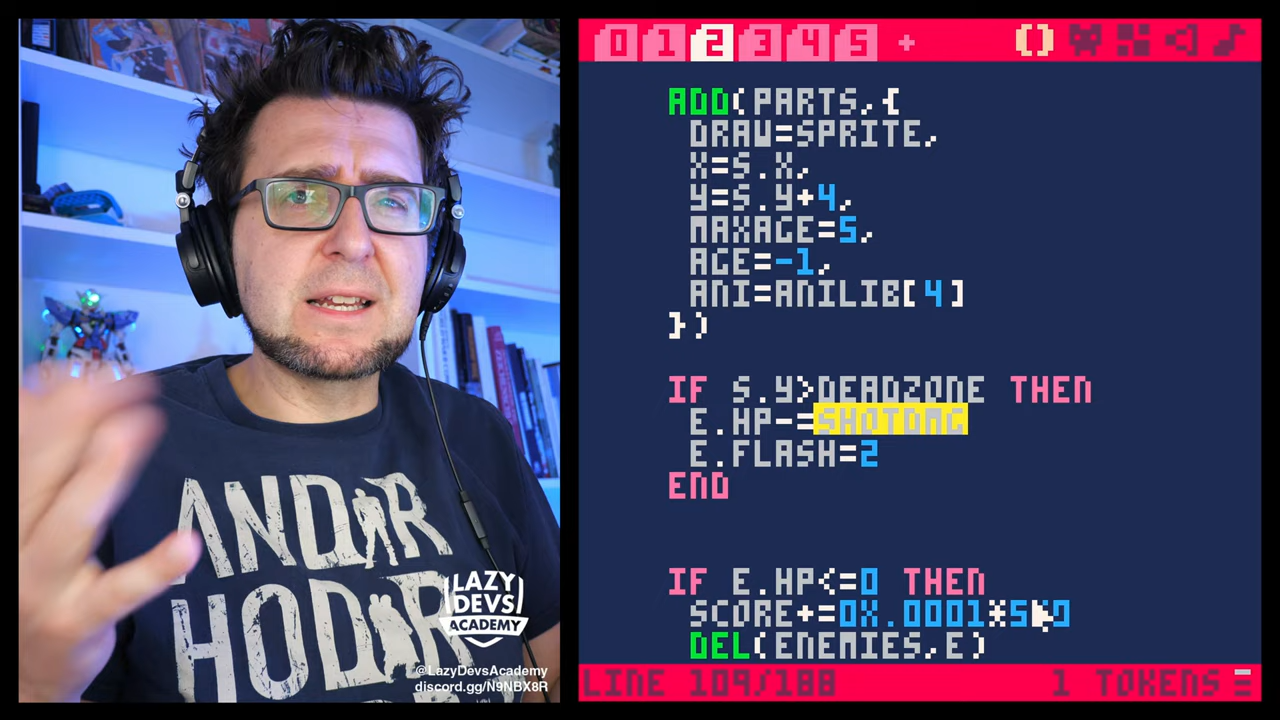 ANDOR
HODOR
LAZY
DEVS
ACADEMY
@LazyDevsAcademy
discord.gg/N9NBX8R
0 1 2 3 4 5 +
ADD(PARTS,{
DRAW=SPRITE,
X=S.X,
Y=S.Y+4,
MAXAGE=5,
AGE=-1,
ANI=ANILIB[4]
})
IF S.Y>DEADZONE THEN
E.HP-=SHOTDMG
E.FLASH=2
END
IF E.HP<=0 THEN
SCORE+=0X.0001*500
DEL(ENEMIES,E)
LINE 109/188
1 TOKENS